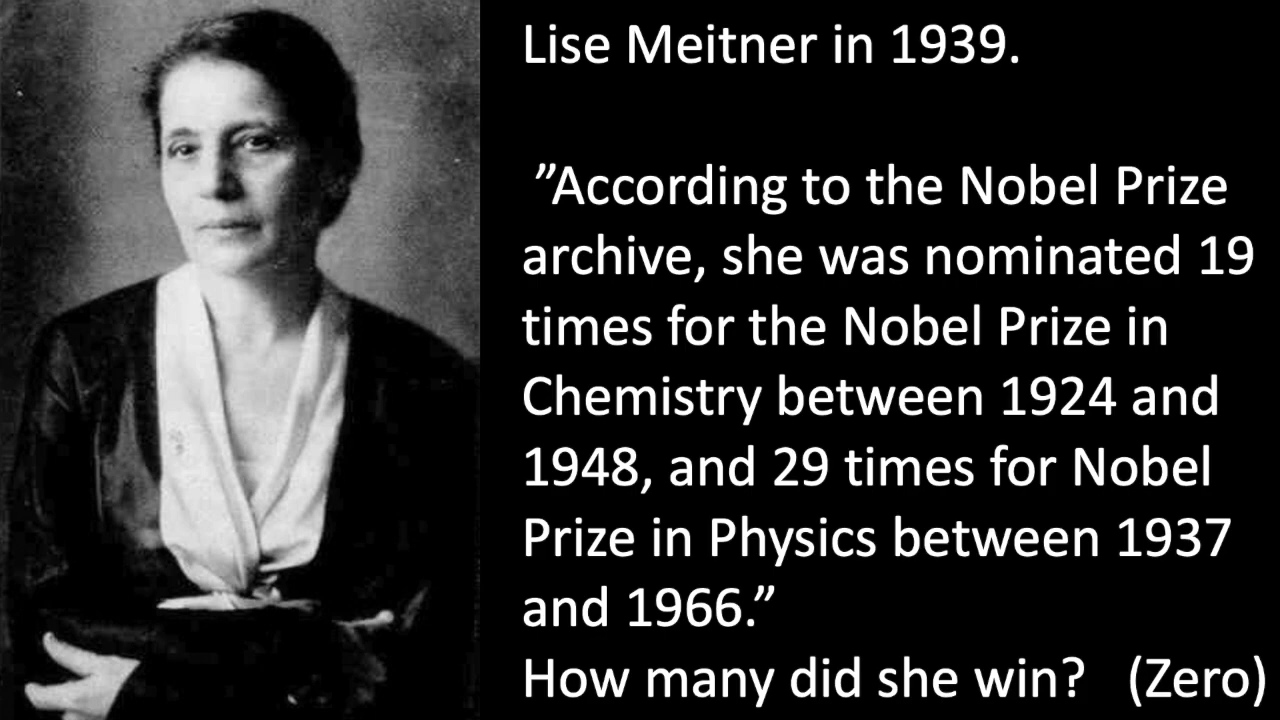 Lise Meitner in 1939.
”According to the Nobel Prize
archive, she was nominated 19
times for the Nobel Prize in
Chemistry between 1924 and
1948, and 29 times for Nobel
Prize in Physics between 1937
and 1966.”
How many did she win? (Zero)